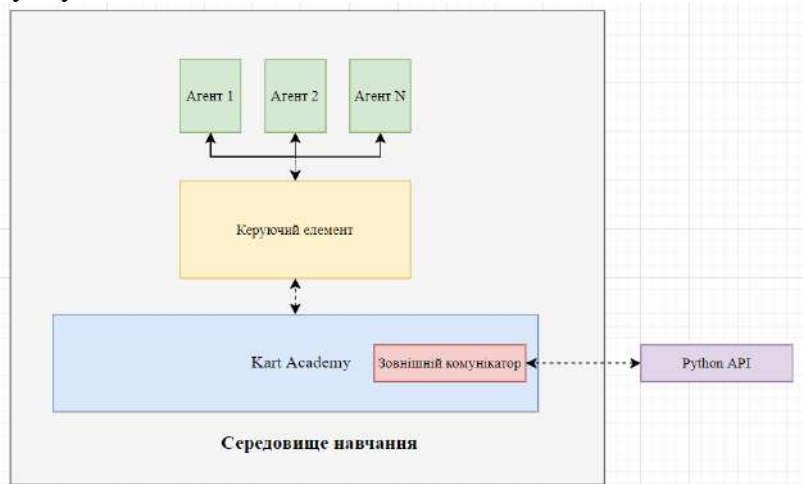 Агент 1 Агент 2 Агент N
Керуючий елемент
Kart Academy Зовнішній комунікатор Python API
Середовище навчання